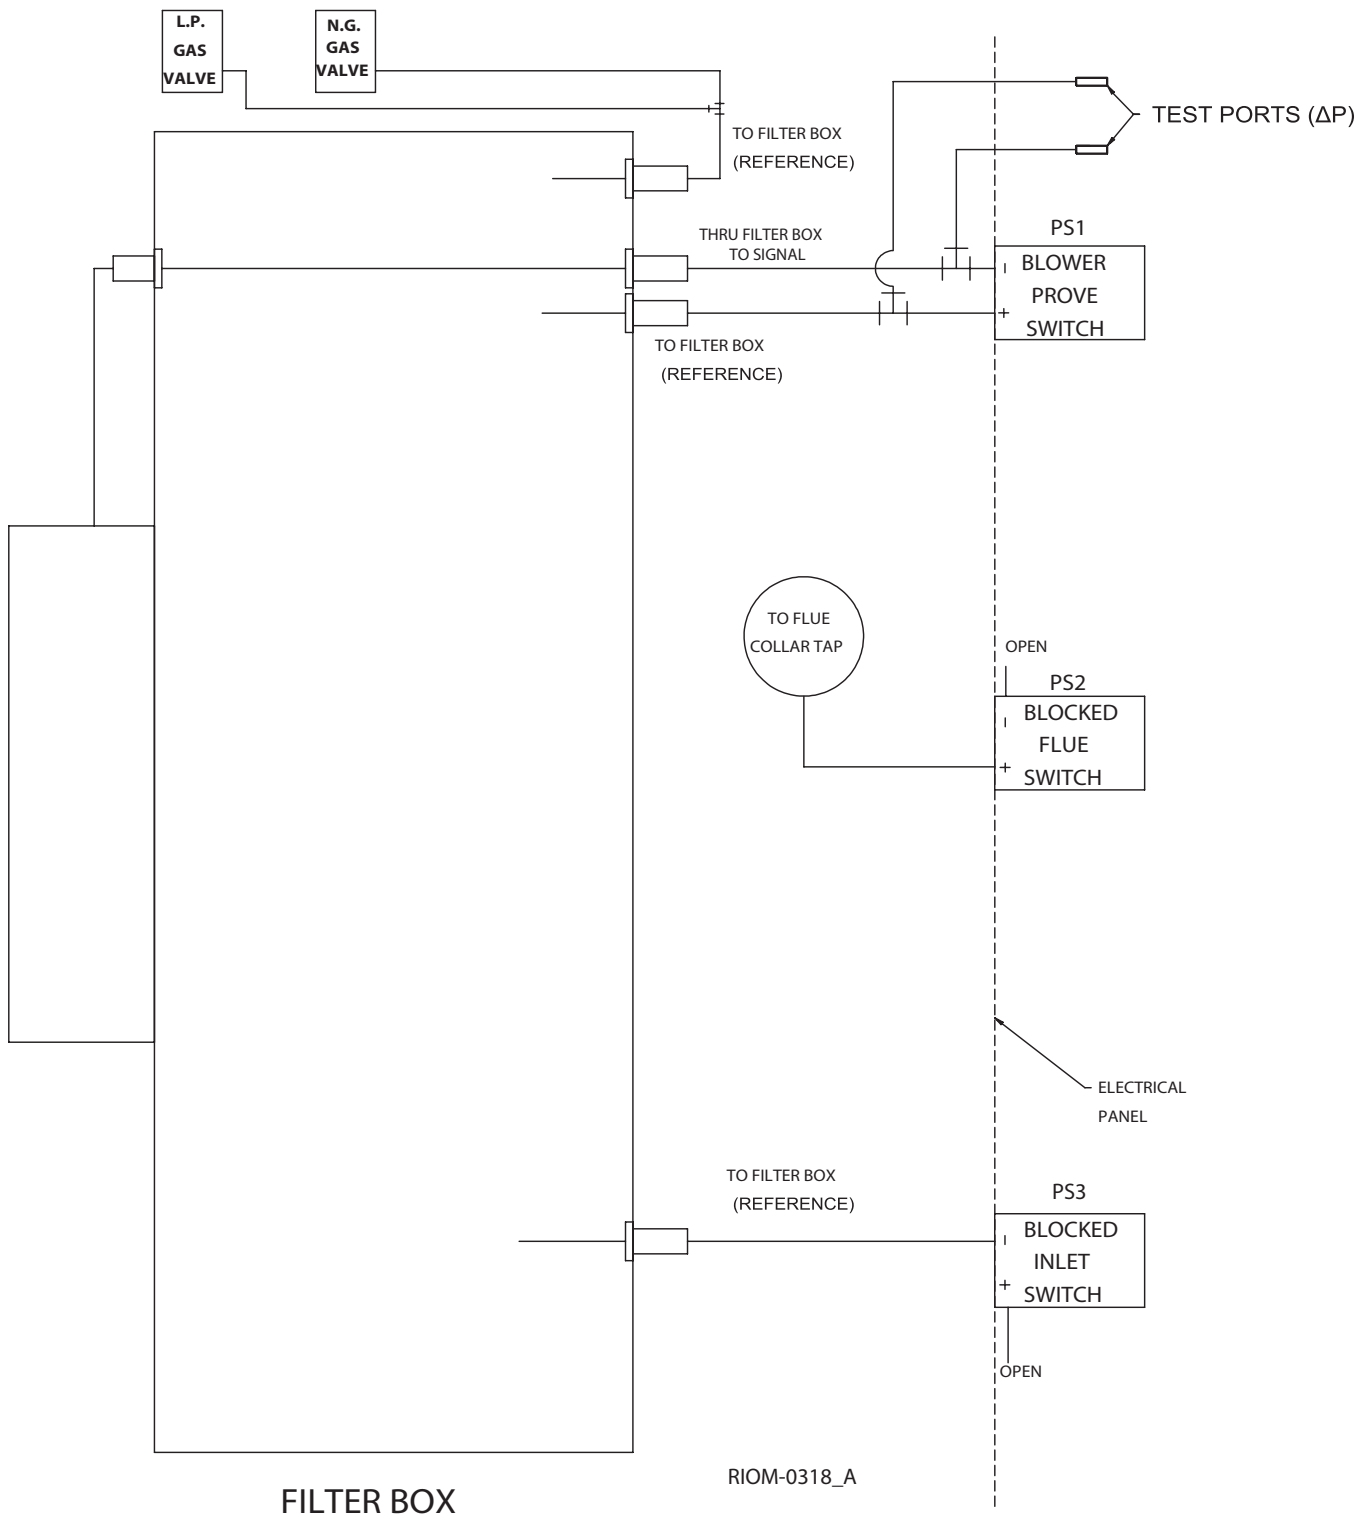 L.P.
GAS
VALVE
N.G.
GAS
VALVE
TEST PORTS (ΔP)
TO FILTER BOX
(REFERENCE)
THRU FILTER BOX
TO SIGNAL
PS1
− BLOWER
PROVE
+ SWITCH
TO FILTER BOX
(REFERENCE)
TO FLUE
COLLAR TAP
OPEN
PS2
− BLOCKED
FLUE
+ SWITCH
ELECTRICAL
PANEL
TO FILTER BOX
(REFERENCE)
PS3
− BLOCKED
INLET
+ SWITCH
OPEN
RIOM-0318_A
FILTER BOX